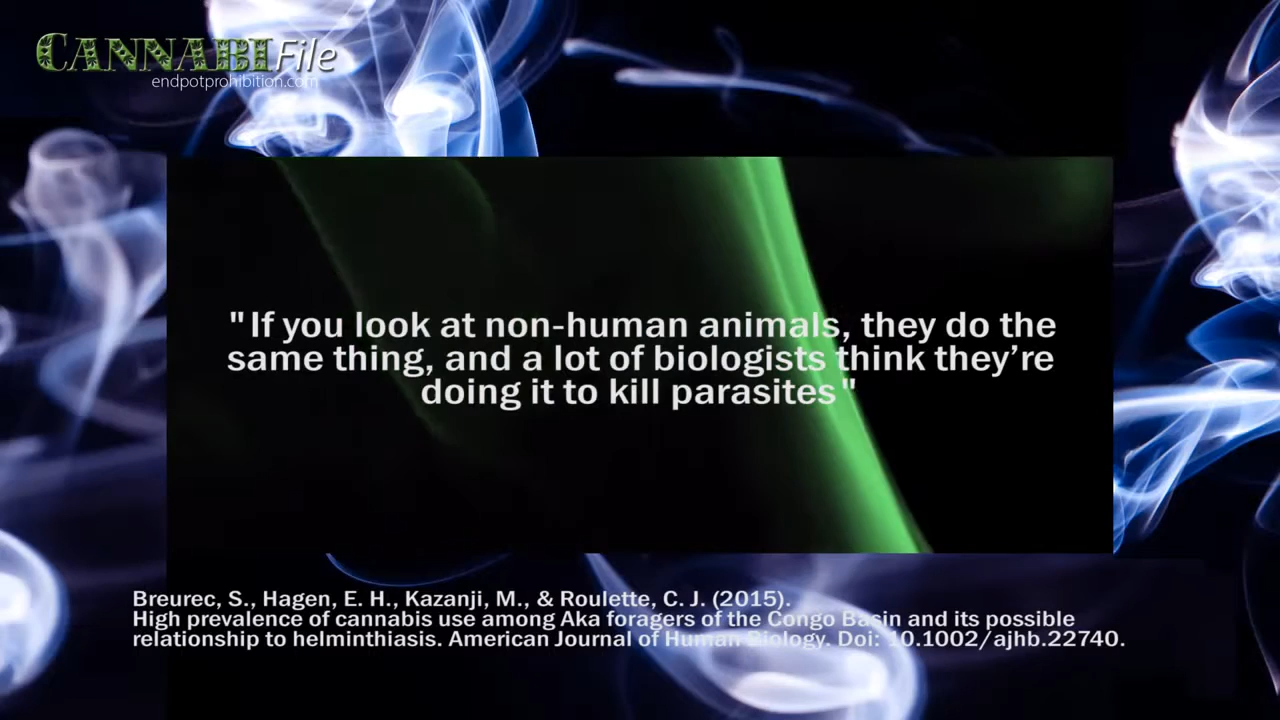 CANNABIFile
endpotprohibition.com
"If you look at non-human animals, they do the
same thing, and a lot of biologists think they're
doing it to kill parasites"
Breurec, S., Hagen, E. H., Kazanji, M., & Roulette, C. J. (2015).
High prevalence of cannabis use among Aka foragers of the Congo Basin and its possible
relationship to helminthiasis. American Journal of Human Biology. Doi: 10.1002/ajhb.22740.